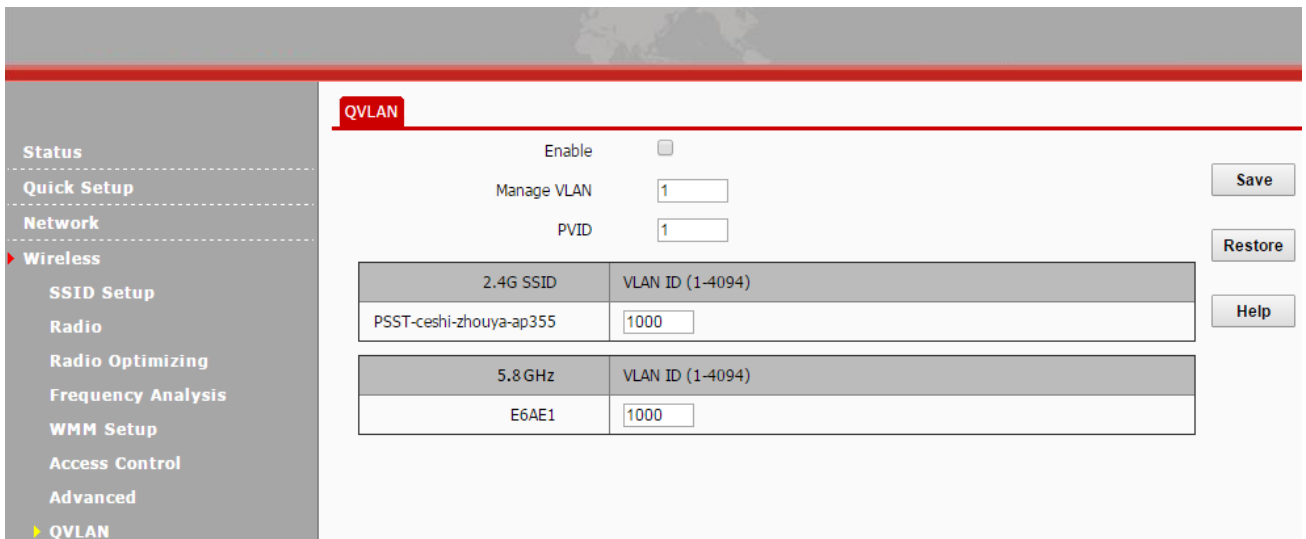 QVLAN
Status
Quick Setup
Network
Wireless
SSID Setup
Radio
Radio Optimizing
Frequency Analysis
WMM Setup
Access Control
Advanced
QVLAN
Enable
Manage VLAN 1
PVID 1
2.4G SSID VLAN ID (1-4094)
PSST-ceshi-zhouya-ap355 1000
5.8 GHz VLAN ID (1-4094)
E6AE1 1000
Save
Restore
Help